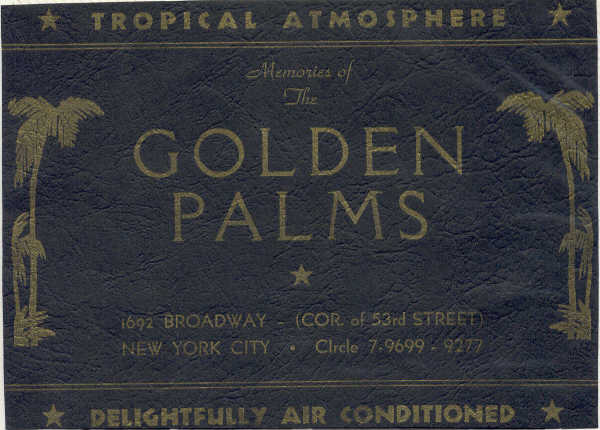 ★ TROPICAL ATMOSPHERE ★
Memories of
The
GOLDEN
PALMS
★
1692 BROADWAY - (COR. of 53rd STREET)
NEW YORK CITY • CIrcle 7-9699 - 9277
★ DELIGHTFULLY AIR CONDITIONED ★